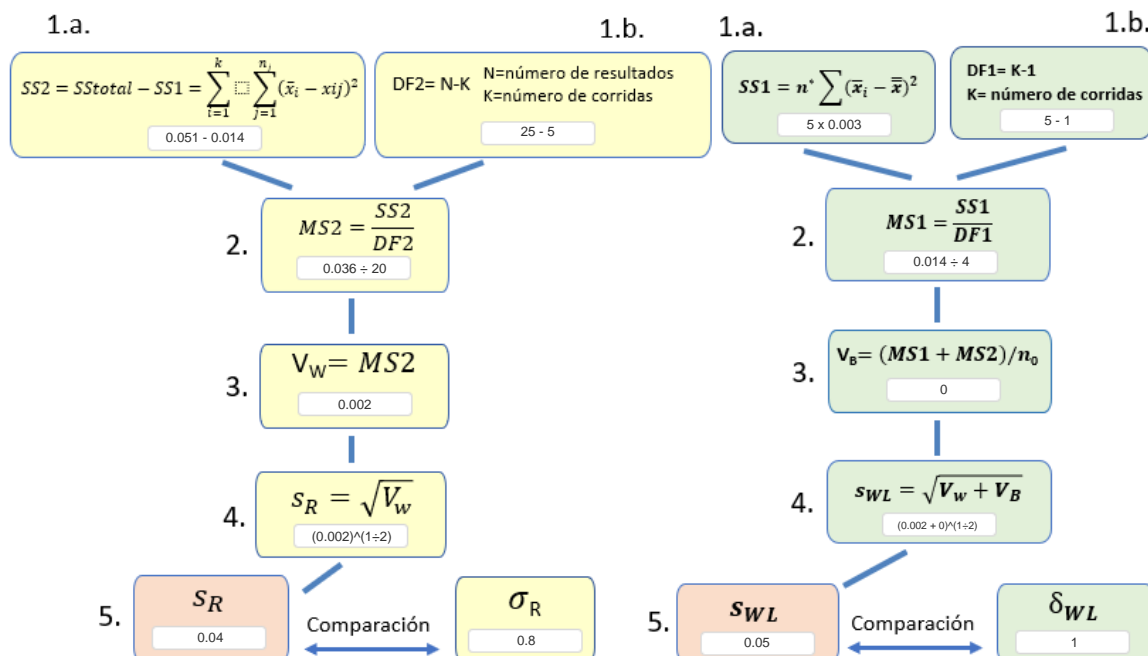 1.a.
1.b.
SS2 = SStotal − SS1 = ∑_{i=1}^{k} ⬚ ∑_{j=1}^{n_j} (x̄_i − xij)²
0.051 - 0.014
DF2= N-K
N=número de resultados
K=número de corridas
25 - 5
2.
MS2 = SS2/DF2
0.036 ÷ 20
3.
V_W= MS2
0.002
4.
s_R = √V_w
(0.002)^(1÷2)
5.
s_R
0.04
Comparación
σ_R
0.8
1.a.
1.b.
SS1 = n* ∑(x̄_i − x̿)²
5 x 0.003
DF1= K-1
K= número de corridas
5 - 1
2.
MS1 = SS1/DF1
0.014 ÷ 4
3.
V_B= (MS1 + MS2)/n₀
0
4.
s_WL = √V_w + V_B
(0.002 + 0)^(1÷2)
5.
s_WL
0.05
Comparación
δ_WL
1